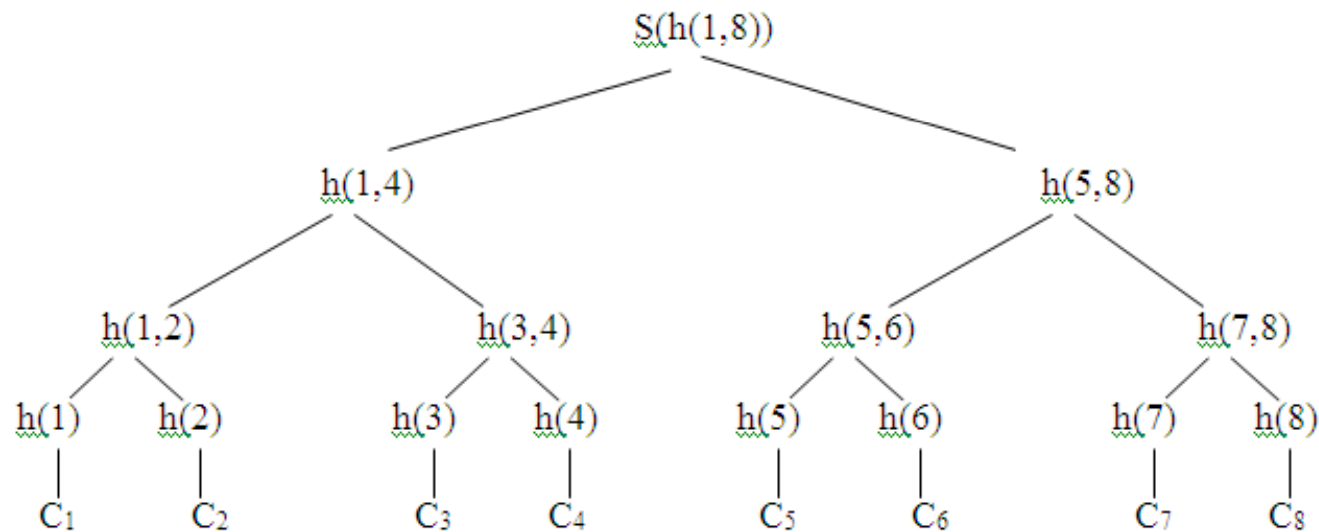 S(h(1,8))
h(1,4) h(5,8)
h(1,2) h(3,4) h(5,6) h(7,8)
h(1) h(2) h(3) h(4) h(5) h(6) h(7) h(8)
C₁ C₂ C₃ C₄ C₅ C₆ C₇ C₈